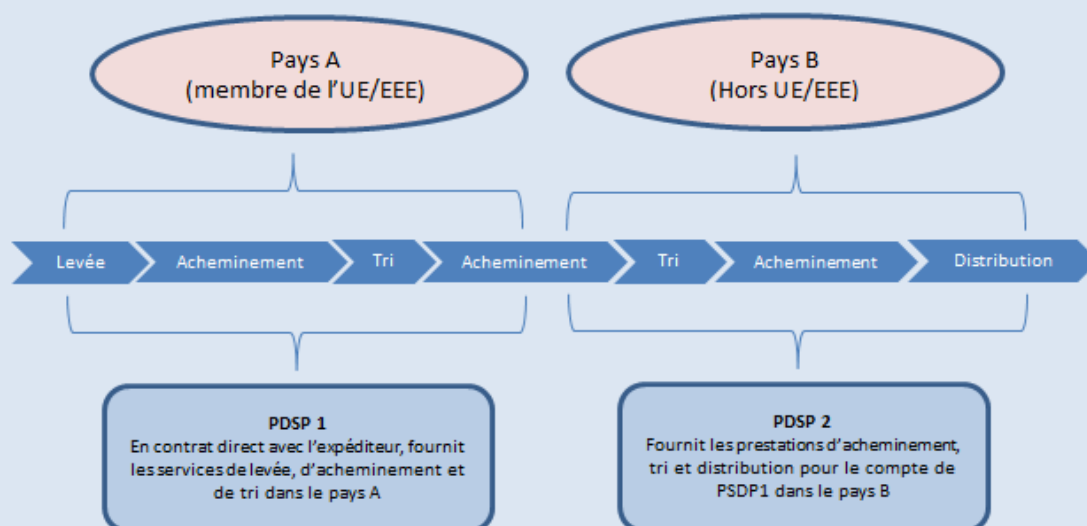 Pays A
(membre de l'UE/EEE)
Pays B
(Hors UE/EEE)
Levée
Acheminement
Tri
Acheminement
Tri
Acheminement
Distribution
PDSP 1
En contrat direct avec l'expéditeur, fournit
les services de levée, d'acheminement et
de tri dans le pays A
PDSP 2
Fournit les prestations d'acheminement,
tri et distribution pour le compte de
PSDP1 dans le pays B